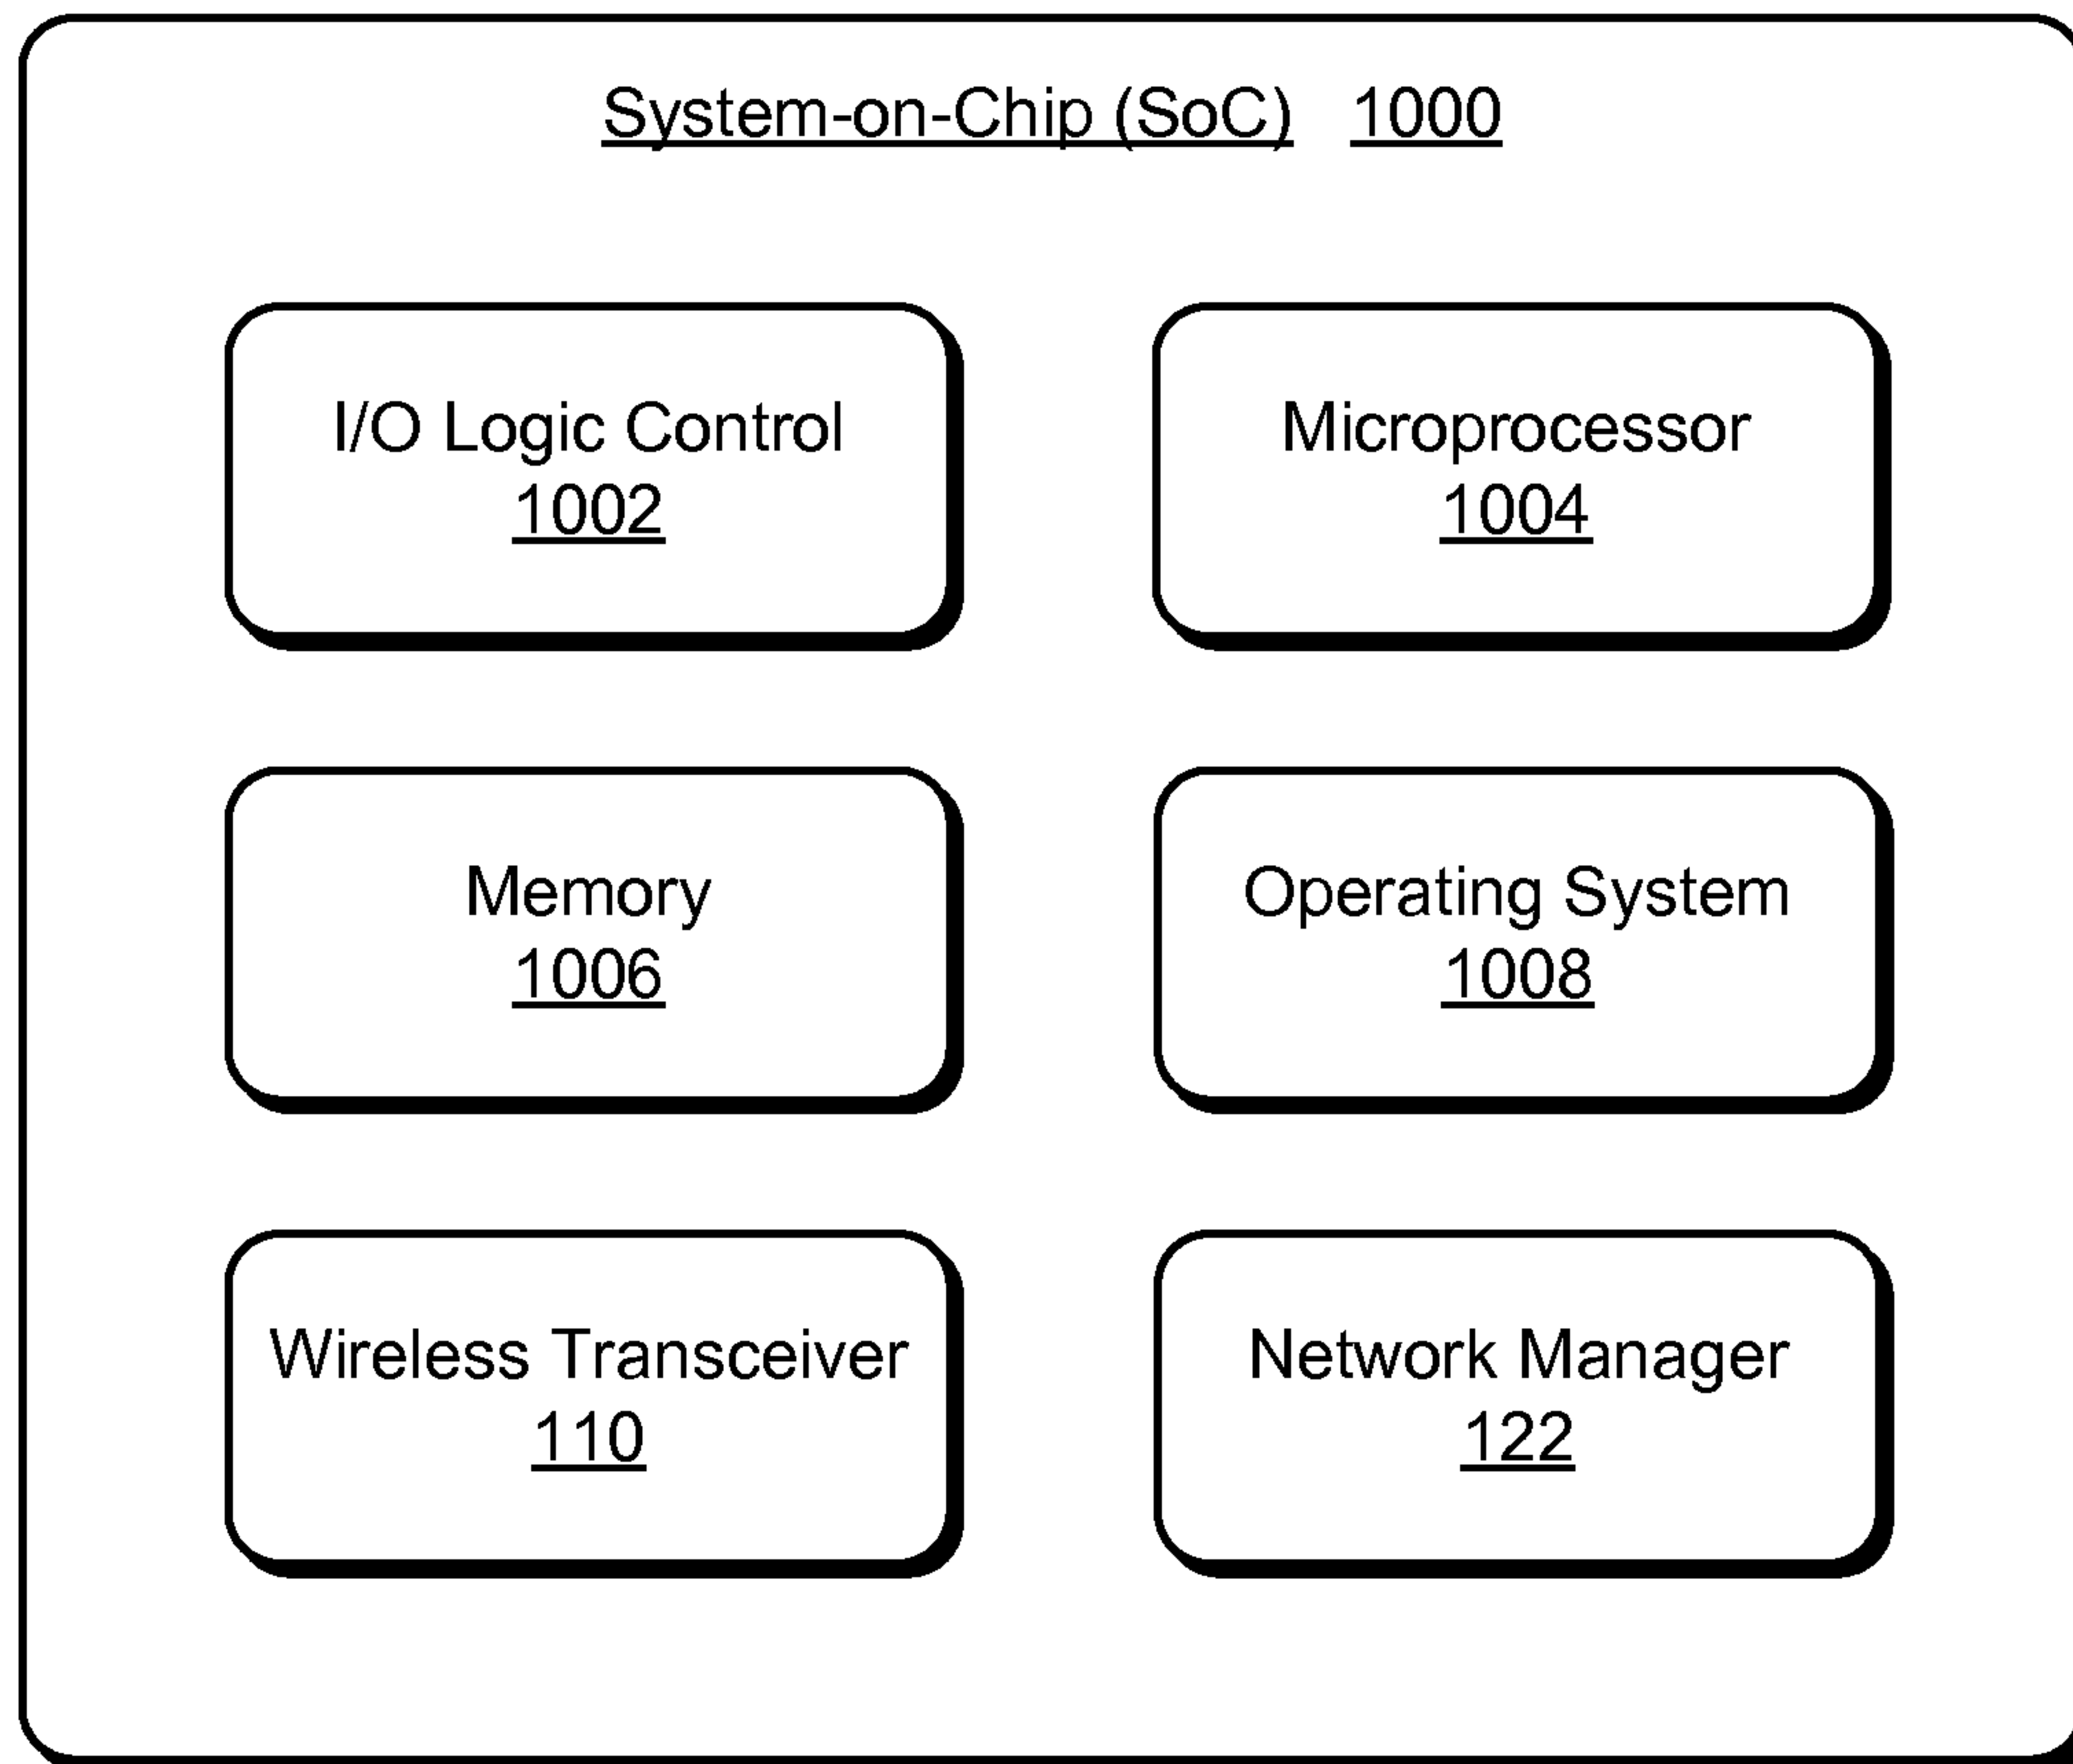 System-on-Chip (SoC) 1000
I/O Logic Control
1002
Microprocessor
1004
Memory
1006
Operating System
1008
Wireless Transceiver
110
Network Manager
122